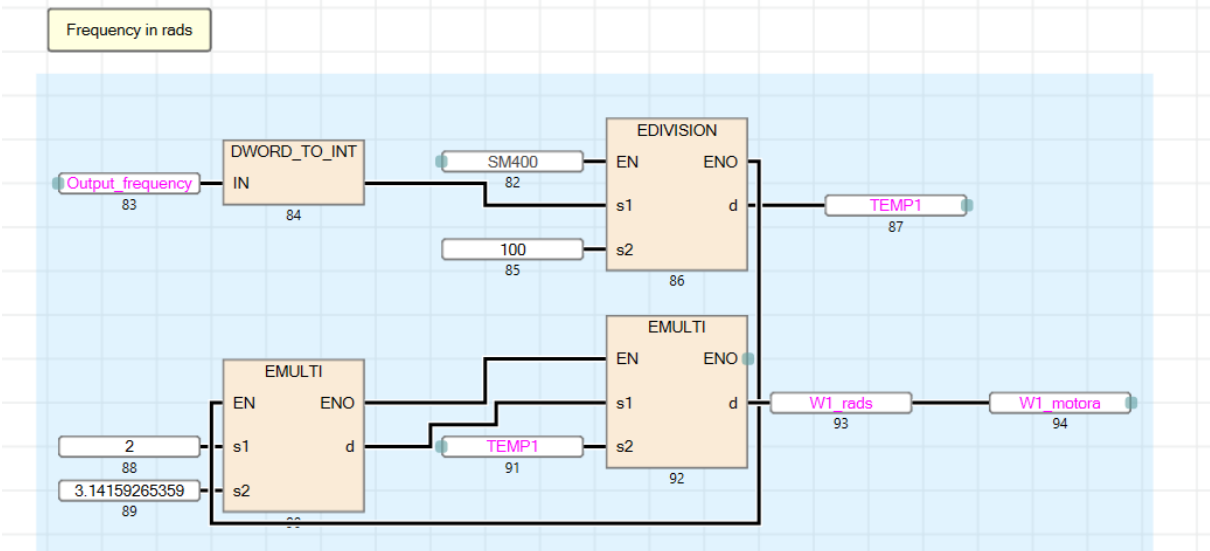 Frequency in rads
EDIVISION
DWORD_TO_INT
SM400
EN
ENO
82
Output_frequency
IN
83
84
s1
d
TEMP1
87
100
s2
85
86
EMULTI
EN
ENO
EMULTI
EN
ENO
s1
d
W1_rads
W1_motora
93
94
2
s1
d
TEMP1
s2
88
91
92
3.14159265359
s2
89